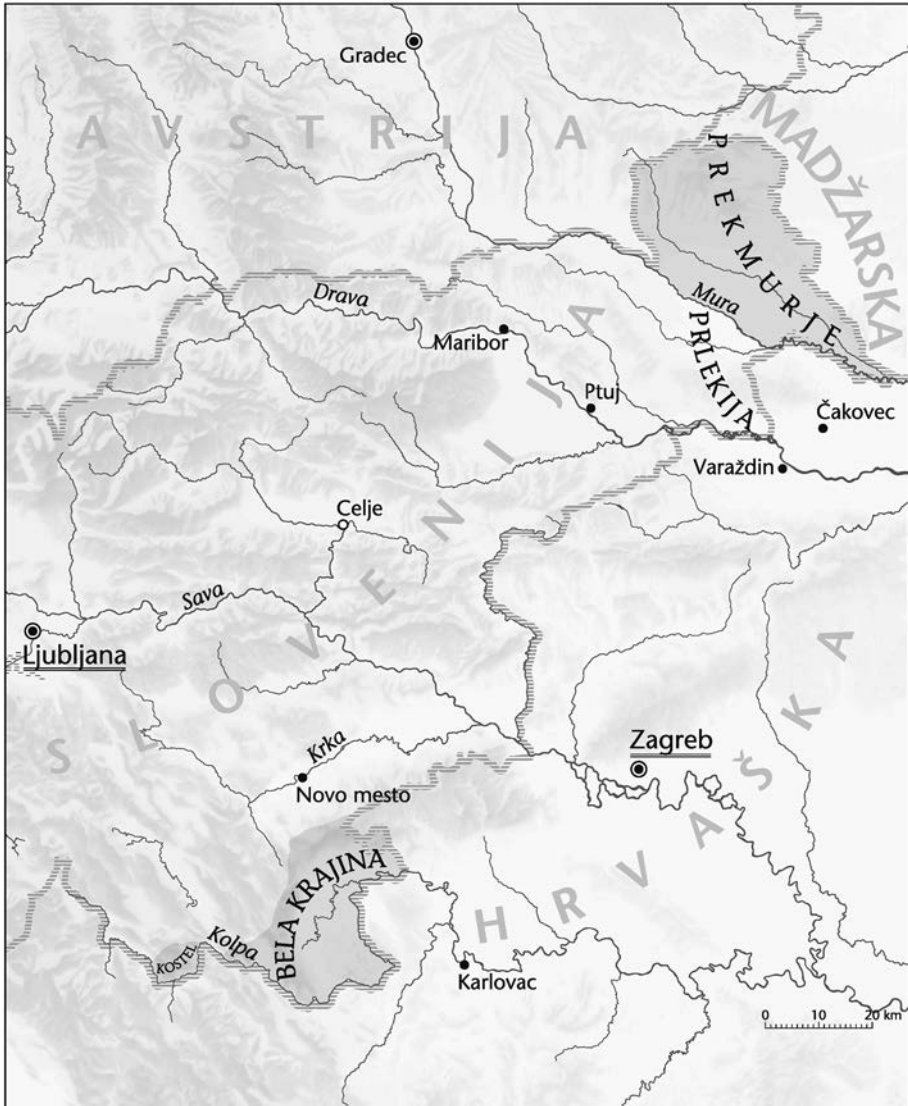 Gradec
AVSTRIJA
MADŽARSKA
PREKMURJE
Drava
Mura
Maribor
PRLEKIJA
Ptuj
Čakovec
Varaždin
Celje
SLOVENIJA
Sava
Ljubljana
Krka
Zagreb
Novo mesto
HRVAŠKA
BELA KRAJINA
Kolpa
KOSTEL
Karlovac
0 10 20 km